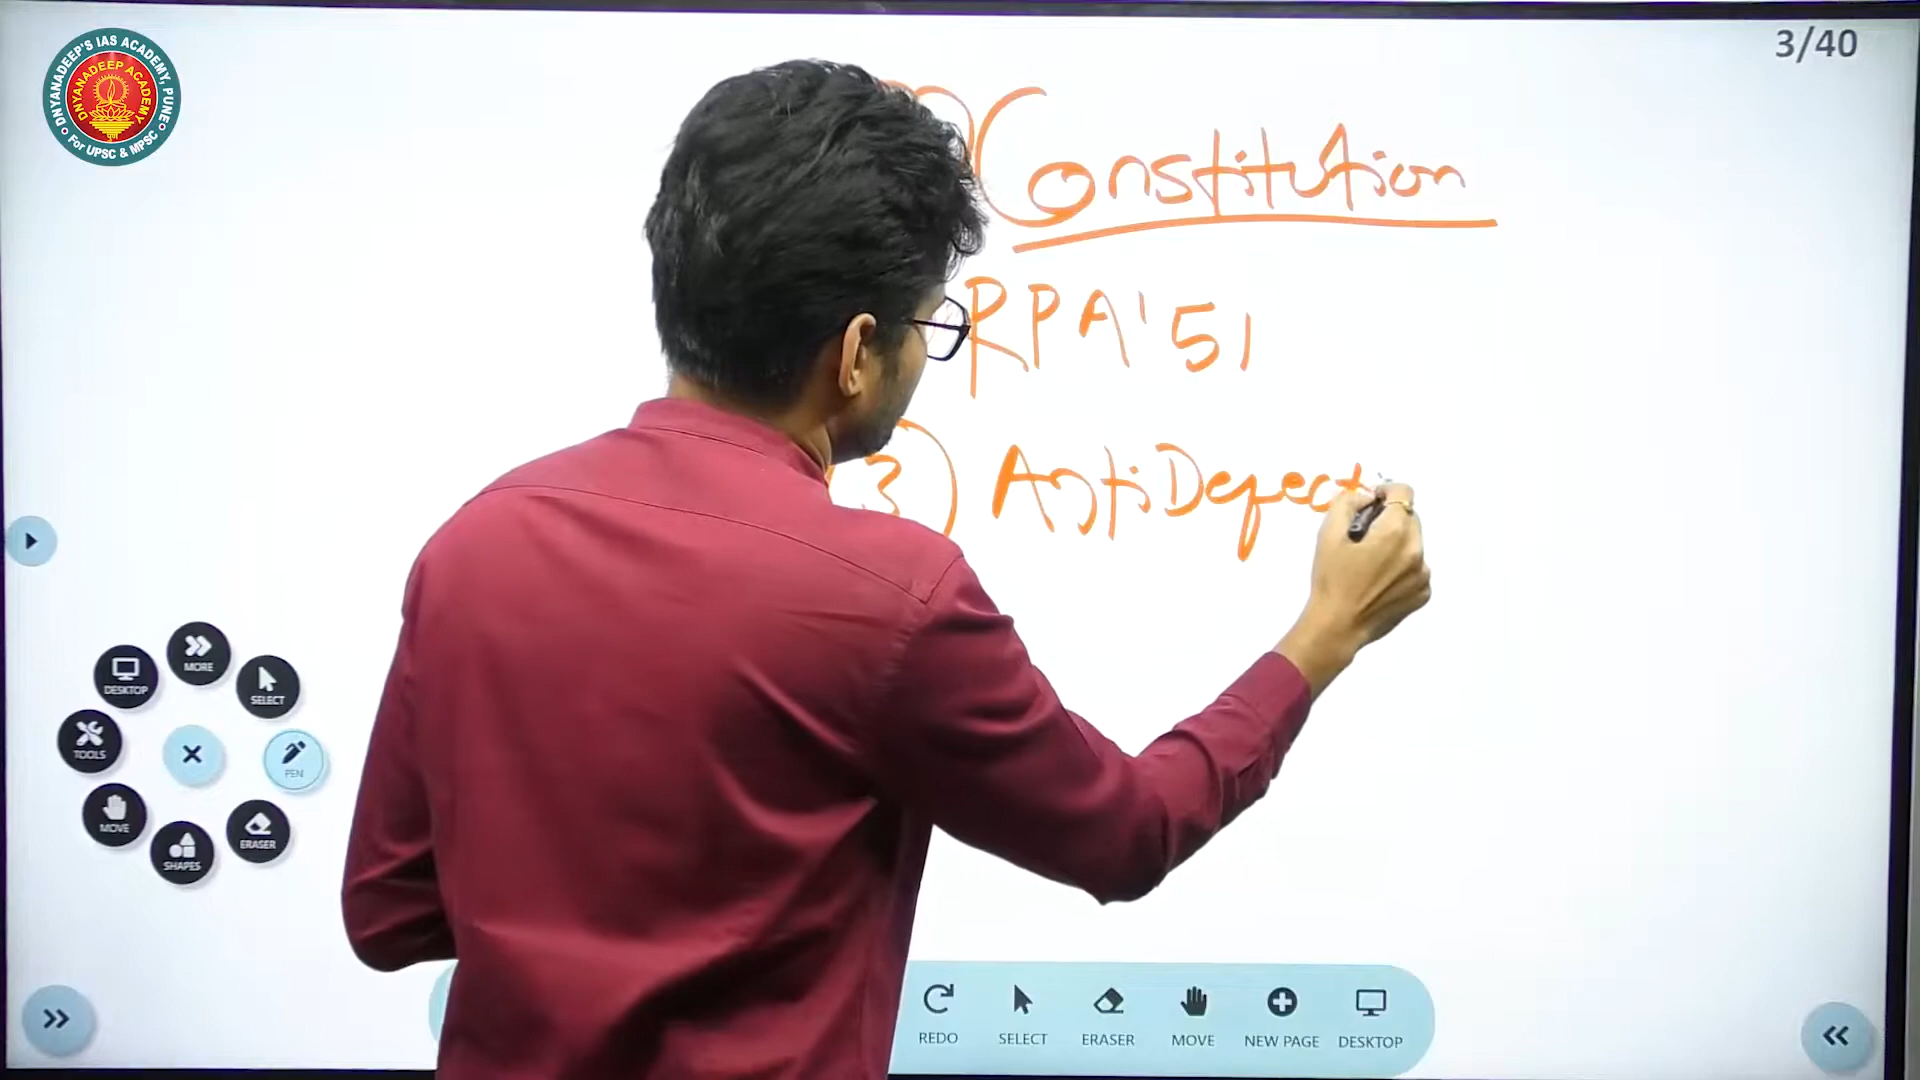 3/40
DNYANADEEP'S IAS ACADEMY, PUNE
DNYANADEEP ACADEMY
For UPSC & MPSC
Constitution
RPA'51
3) AntiDefecti
MORE
DESKTOP
SELECT
TOOLS
PEN
MOVE
ERASER
SHAPES
REDO
SELECT
ERASER
MOVE
NEW PAGE
DESKTOP